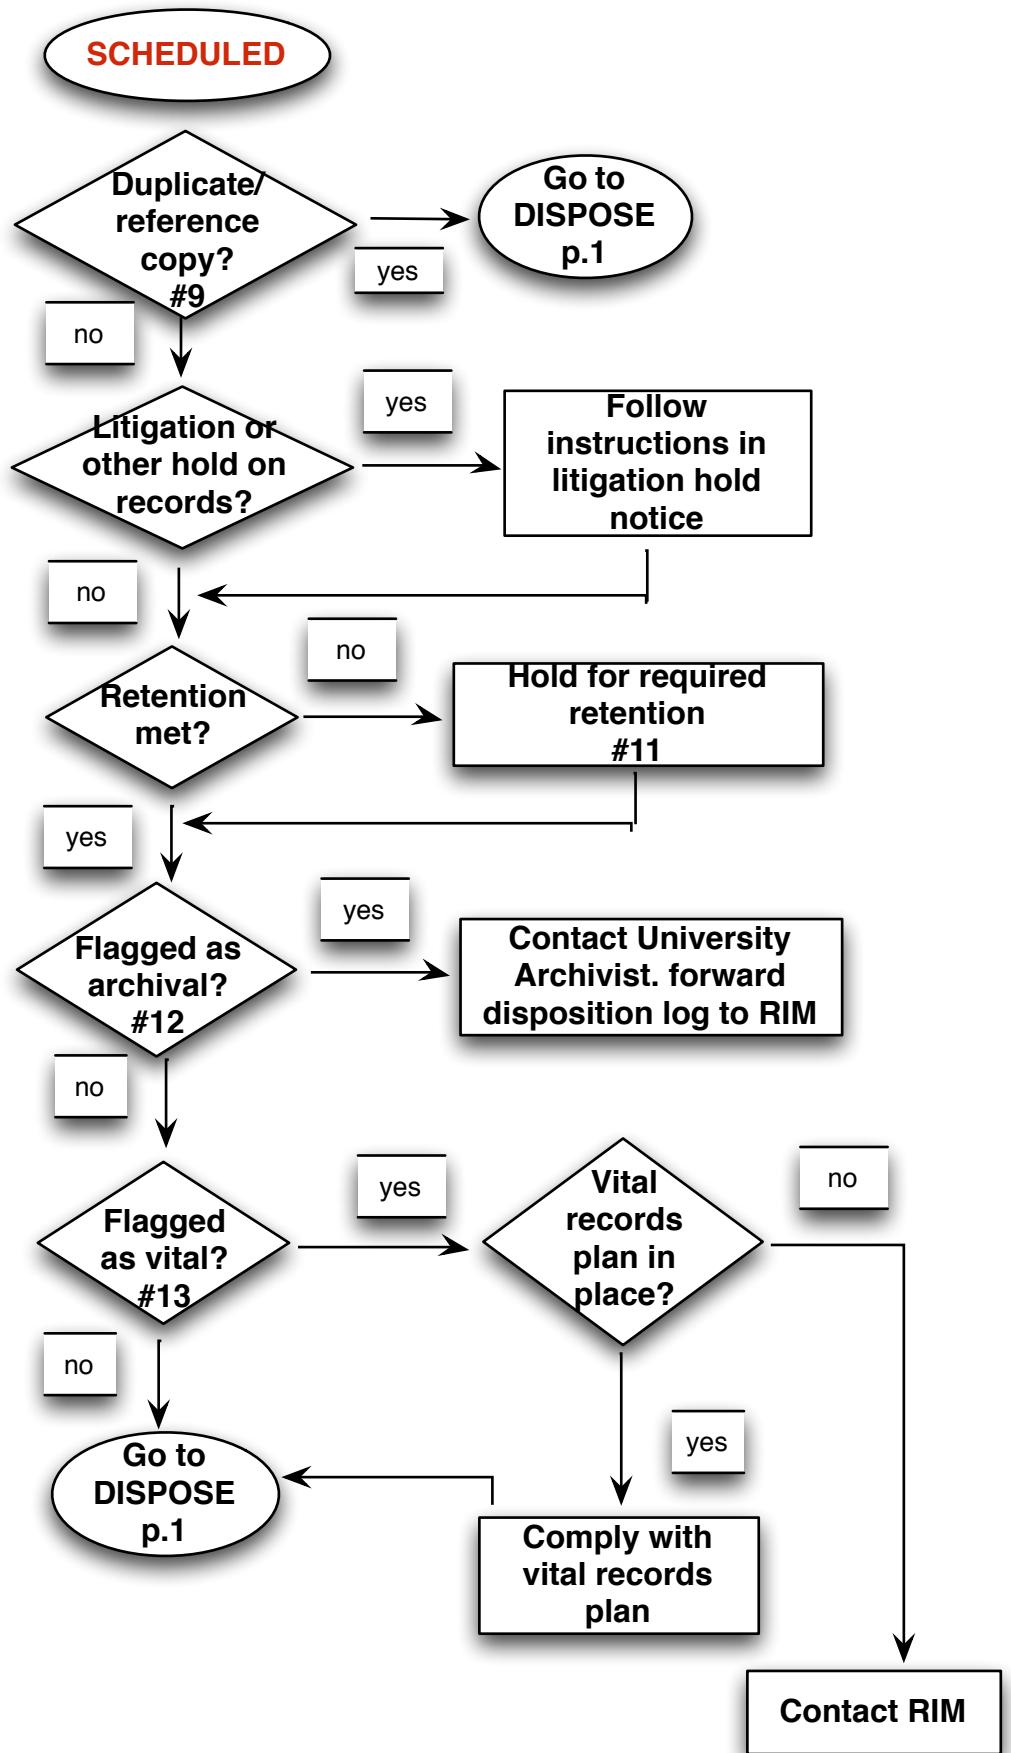 SCHEDULED
Duplicate/
reference
copy?
#9
yes
Go to
DISPOSE
p.1
no
Litigation or
other hold on
records?
yes
Follow
instructions in
litigation hold
notice
no
Retention
met?
no
Hold for required
retention
#11
yes
Flagged as
archival?
#12
yes
Contact University
Archivist. forward
disposition log to RIM
no
Flagged
as vital?
#13
yes
Vital
records
plan in
place?
no
no
yes
Go to
DISPOSE
p.1
Comply with
vital records
plan
Contact RIM